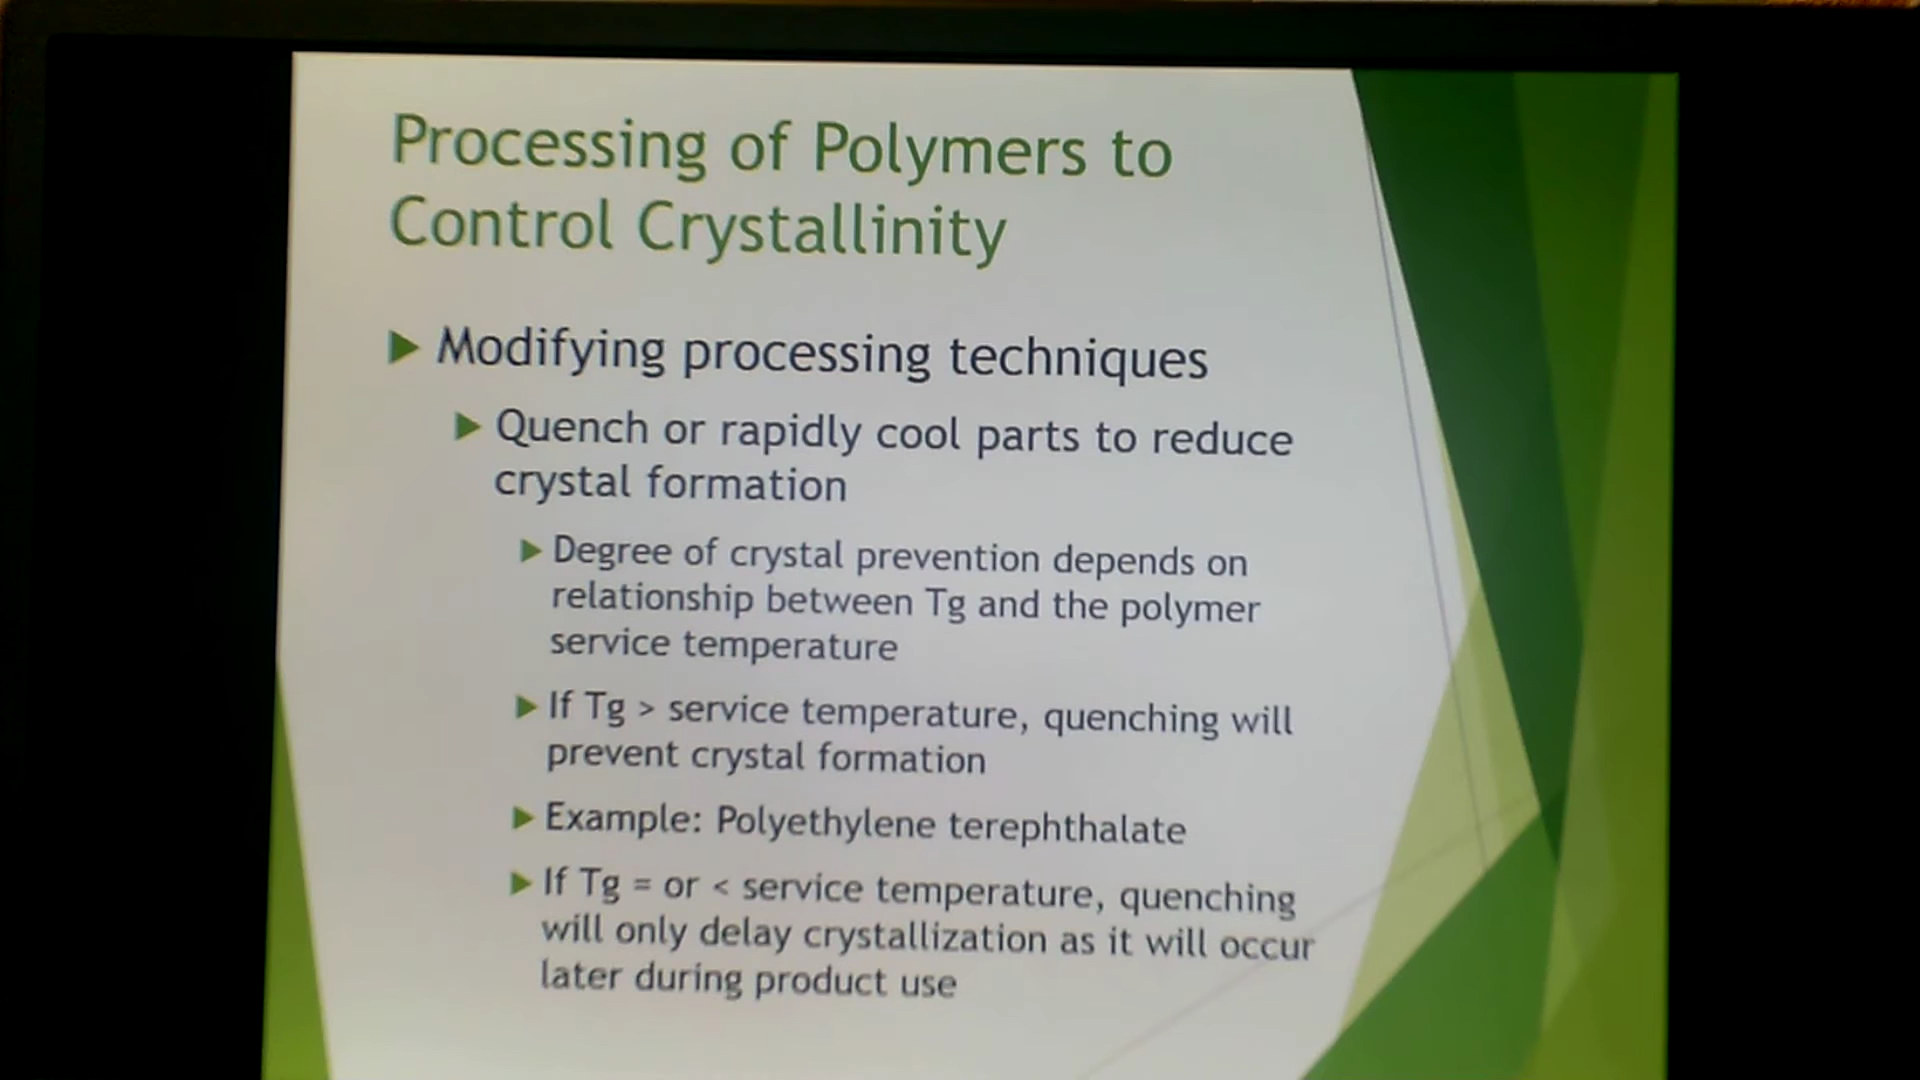 Processing of Polymers to
Control Crystallinity
Modifying processing techniques
Quench or rapidly cool parts to reduce
crystal formation
Degree of crystal prevention depends on
relationship between Tg and the polymer
service temperature
If Tg > service temperature, quenching will
prevent crystal formation
Example: Polyethylene terephthalate
If Tg = or < service temperature, quenching
will only delay crystallization as it will occur
later during product use